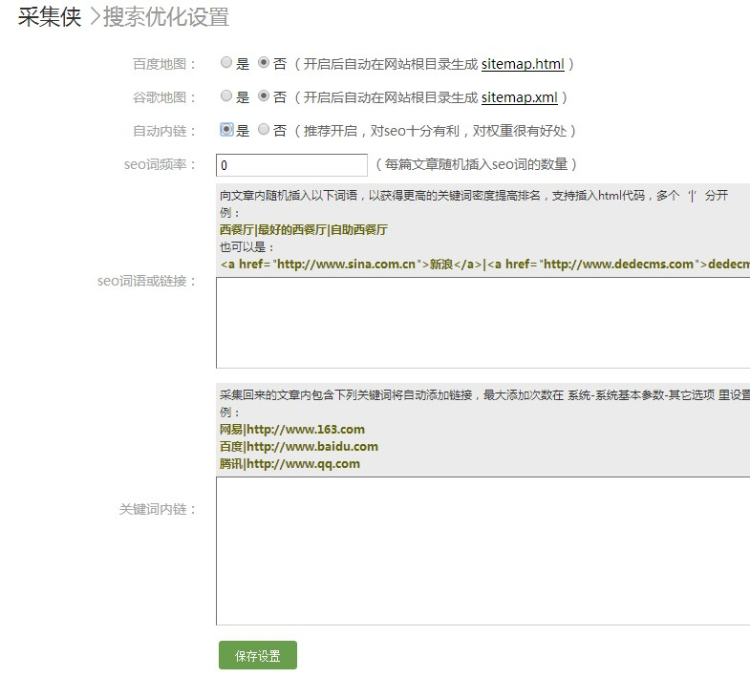 采集侠 >搜索优化设置
百度地图： 是 否（开启后自动在网站根目录生成 sitemap.html ）
谷歌地图： 是 否（开启后自动在网站根目录生成 sitemap.xml ）
自动内链： 是 否（推荐开启，对seo十分有利，对权重很有好处）
seo词频率： 0 （每篇文章随机插入seo词的数量）
向文章内随机插入以下词语，以获得更高的关键词密度提高排名，支持插入html代码，多个 '|' 分开
例：
西餐厅|最好的西餐厅|自助西餐厅
也可以是：
<a href="http://www.sina.com.cn">新浪</a>|<a href="http://www.dedecms.com">dedecm
seo词语或链接：
采集回来的文章内包含下列关键词将自动添加链接，最大添加次数在 系统-系统基本参数-其它选项 里设置
例：
网易|http://www.163.com
百度|http://www.baidu.com
腾讯|http://www.qq.com
关键词内链：
保存设置